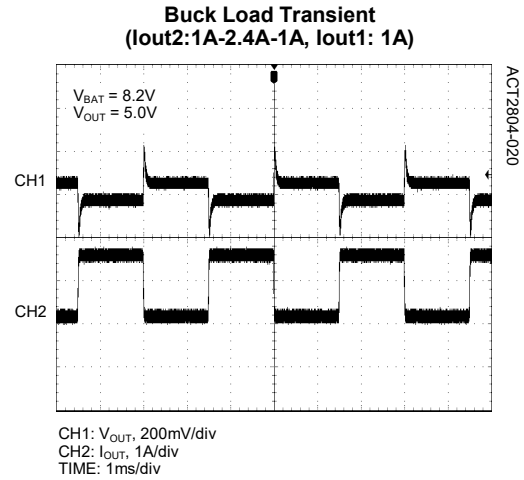 Buck Load Transient
(Iout2:1A-2.4A-1A, Iout1: 1A)
VBAT = 8.2V
VOUT = 5.0V
ACT2804-020
CH1
CH2
CH1: VOUT, 200mV/div
CH2: IOUT, 1A/div
TIME: 1ms/div